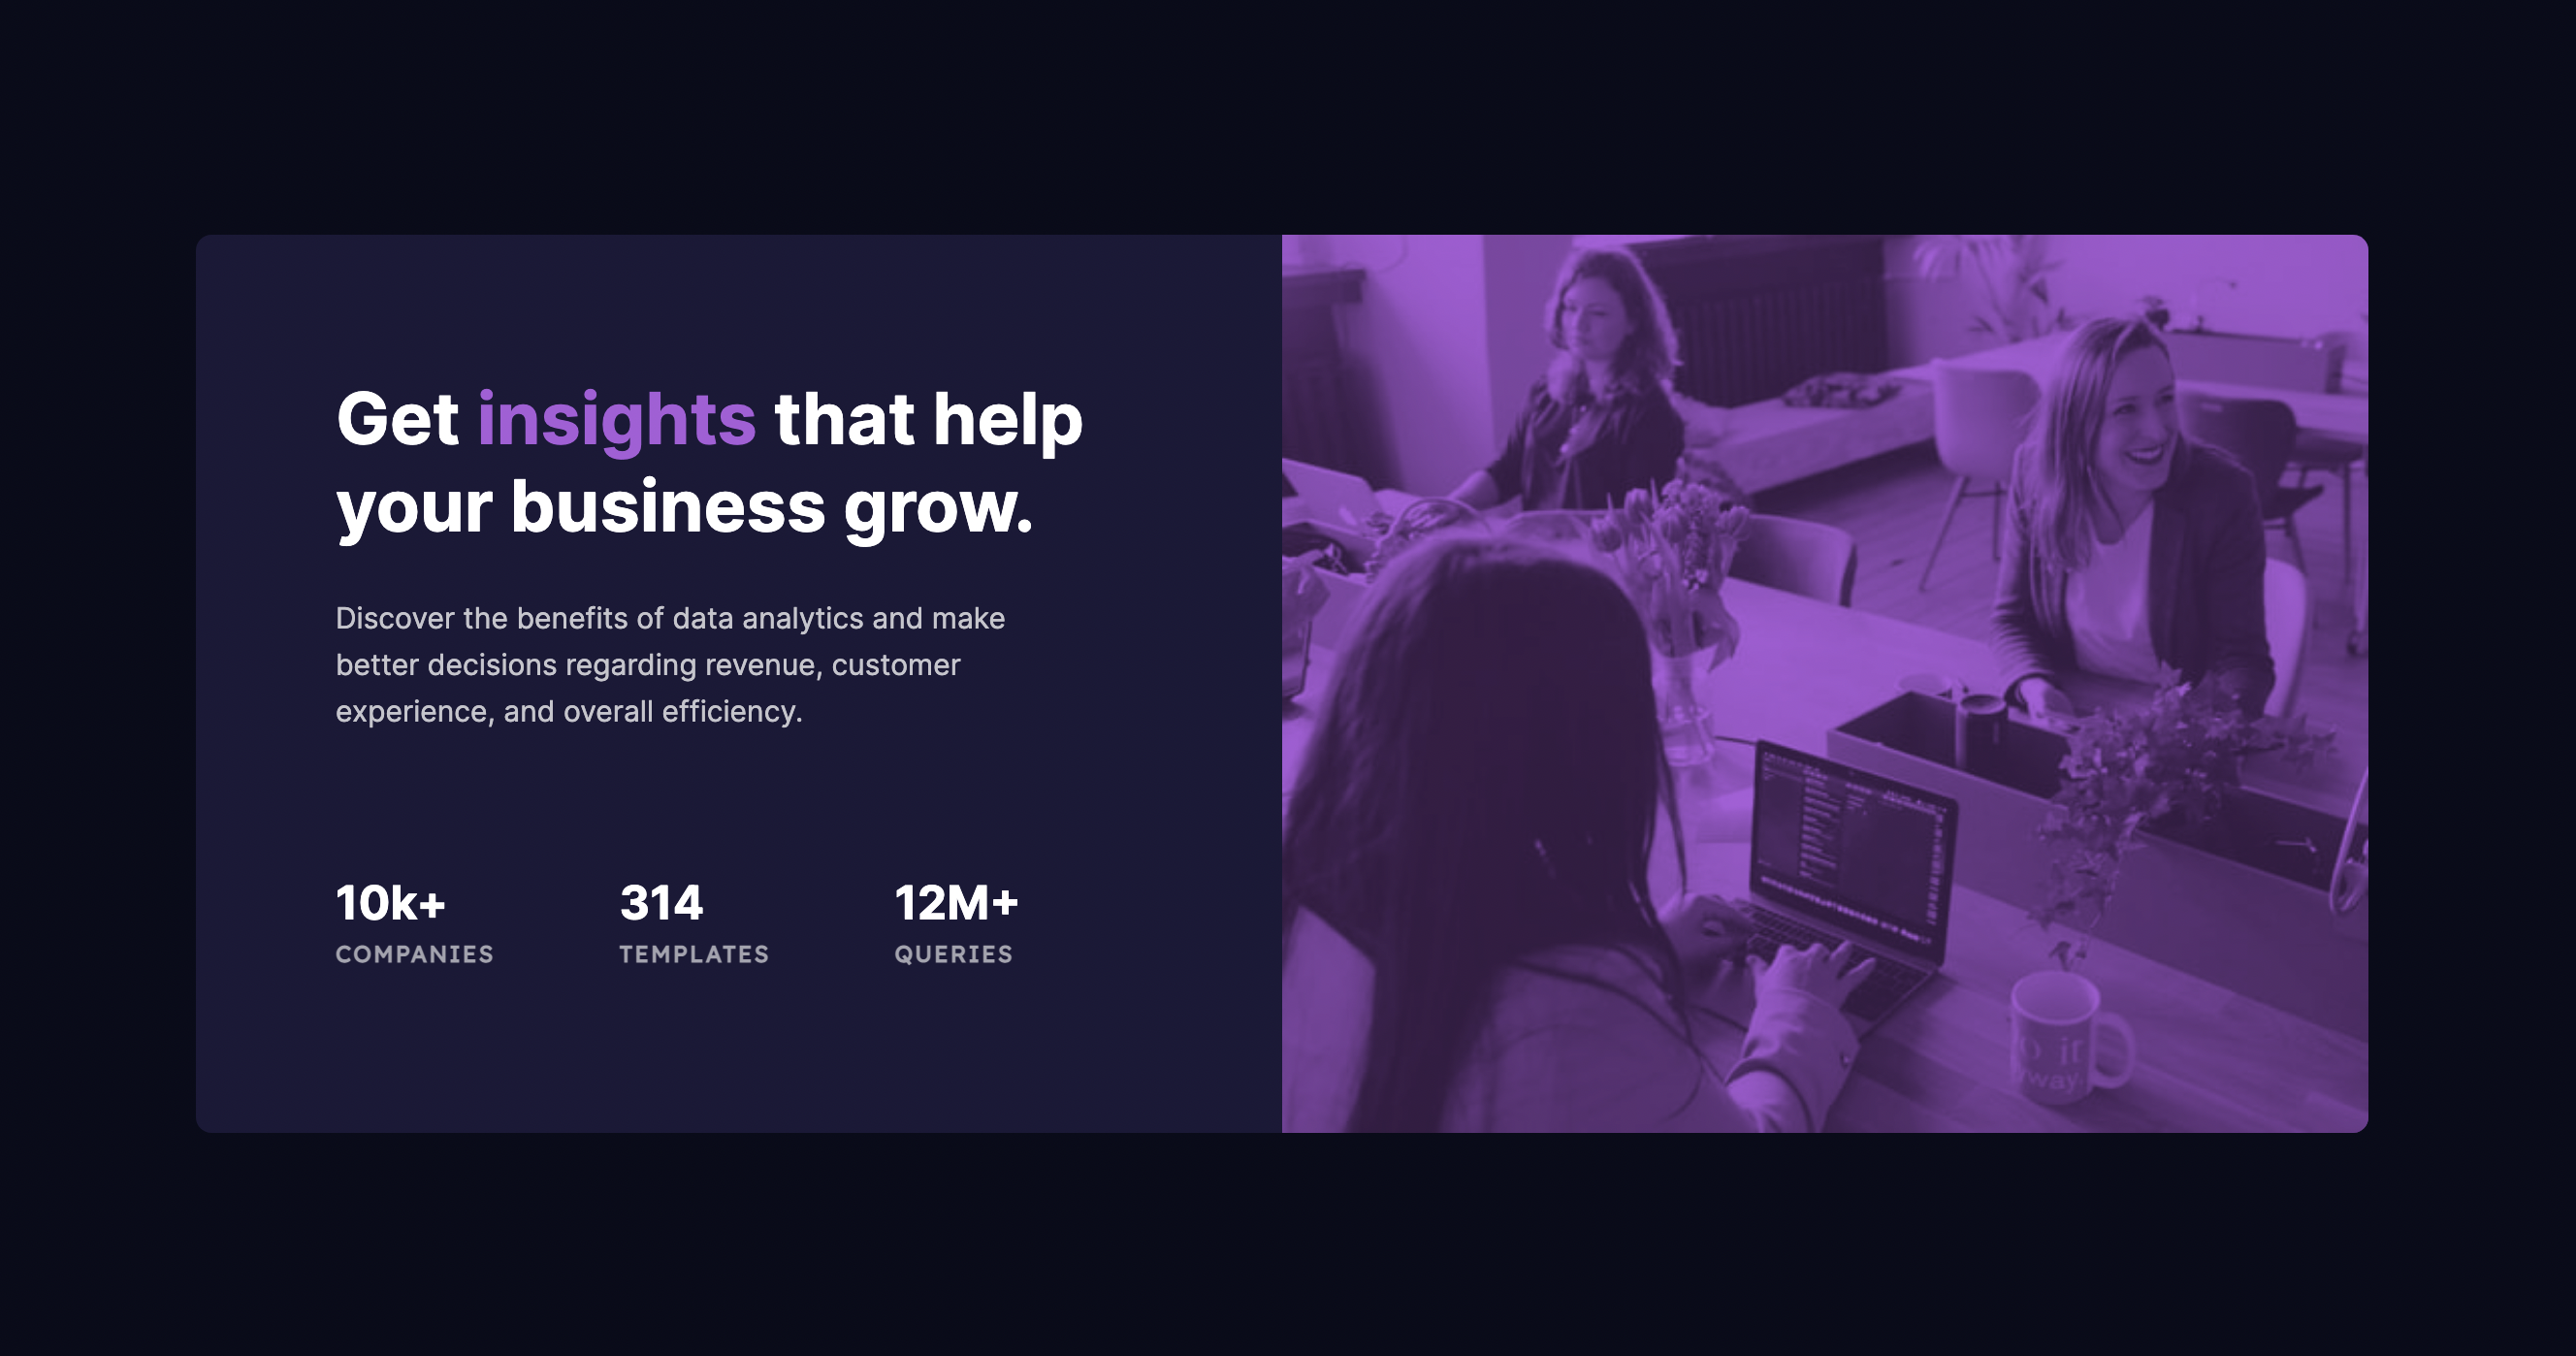 Get insights that help
your business grow.
Discover the benefits of data analytics and make
better decisions regarding revenue, customer
experience, and overall efficiency.
10k+
COMPANIES
314
TEMPLATES
12M+
QUERIES